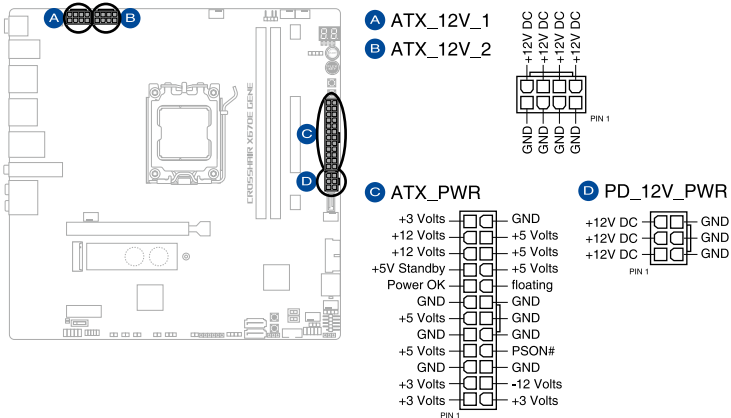 A
B
C
D
CROSSHAIR X670E GENE
A ATX_12V_1
B ATX_12V_2
+12V DC
+12V DC
+12V DC
+12V DC
GND
GND
GND
GND
PIN 1
C ATX_PWR
+3 Volts GND
+12 Volts +5 Volts
+12 Volts +5 Volts
+5V Standby +5 Volts
Power OK floating
GND GND
+5 Volts GND
GND GND
+5 Volts PSON#
GND GND
+3 Volts -12 Volts
+3 Volts +3 Volts
PIN 1
D PD_12V_PWR
+12V DC GND
+12V DC GND
+12V DC GND
PIN 1